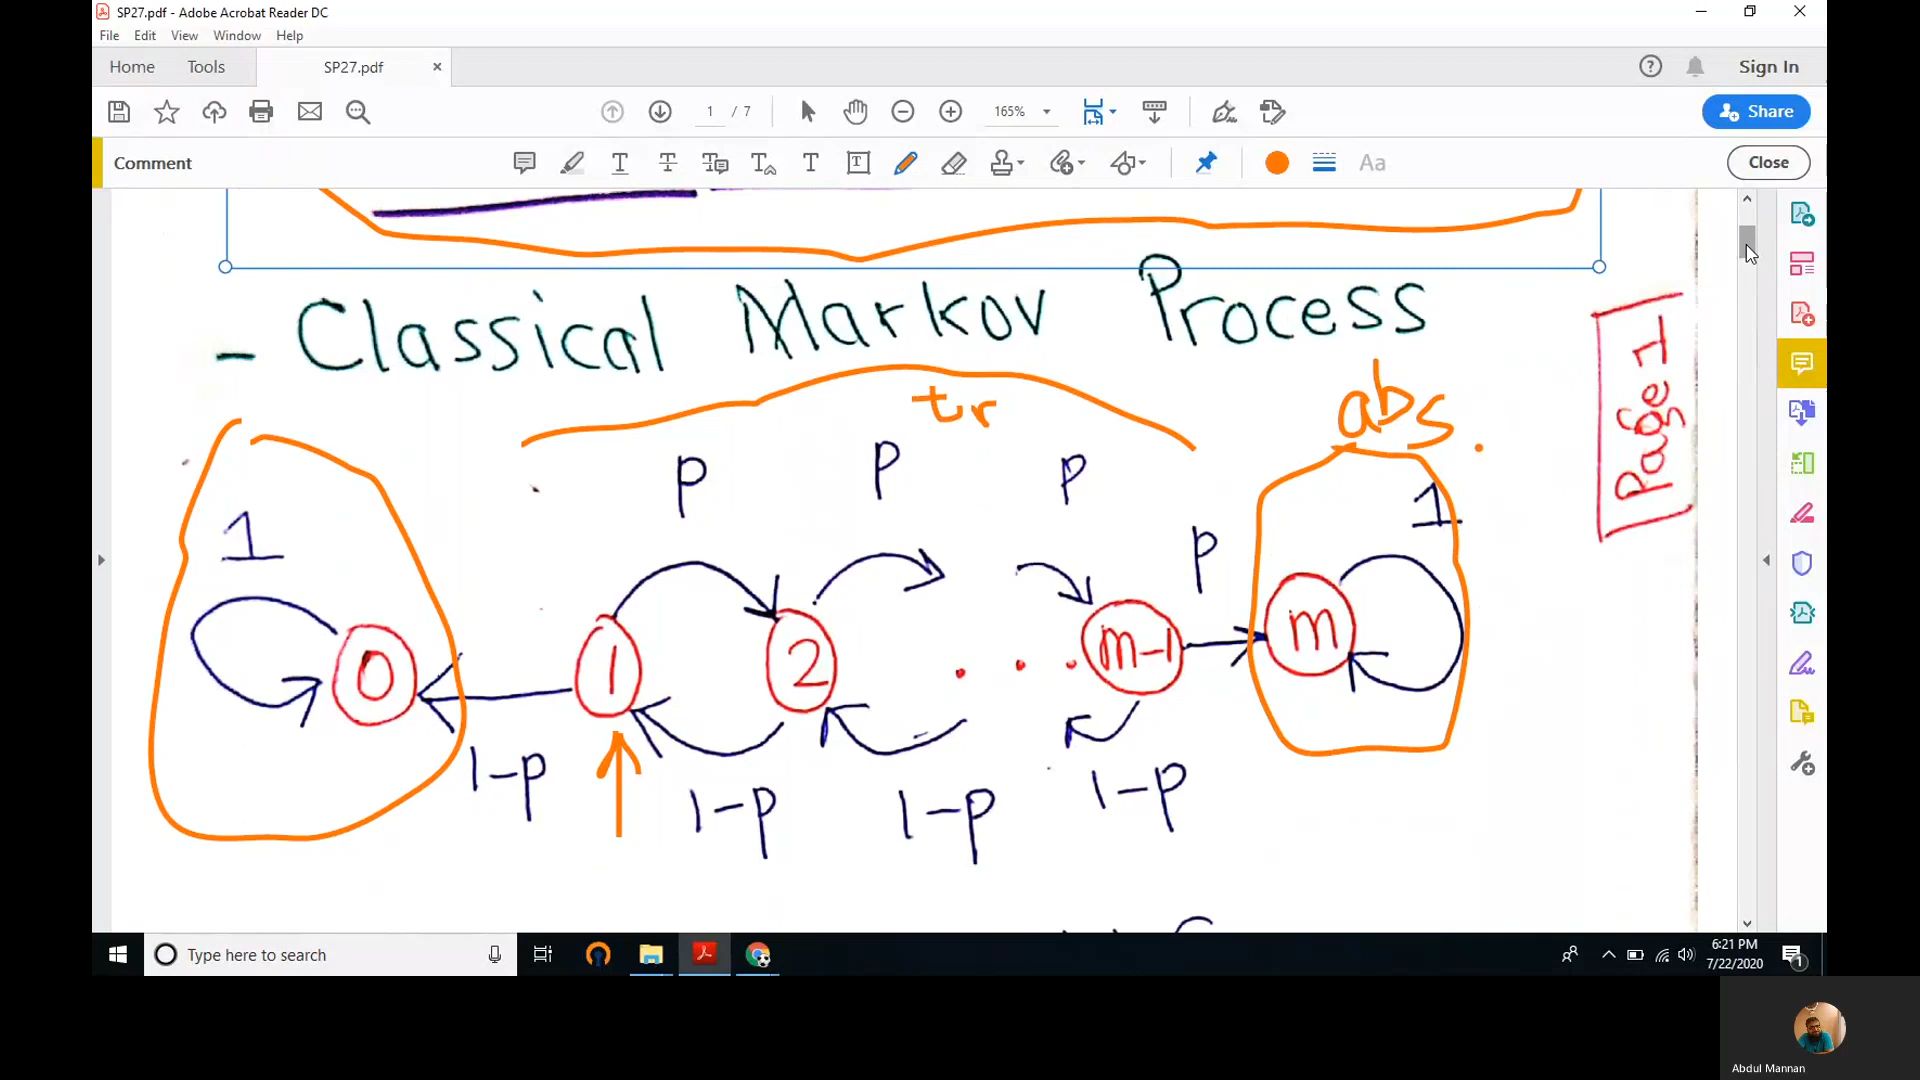 SP27.pdf - Adobe Acrobat Reader DC
File Edit View Window Help
Home Tools SP27.pdf × Sign In
1 / 7 165% Share
Comment Aa Close
- Classical Markov Process
Page 1
tr abs.
p p p
1 p 1
0 1 2 . . . m-1 m
1-p 1-p 1-p 1-p
Type here to search
6:21 PM
7/22/2020
1
Abdul Mannan